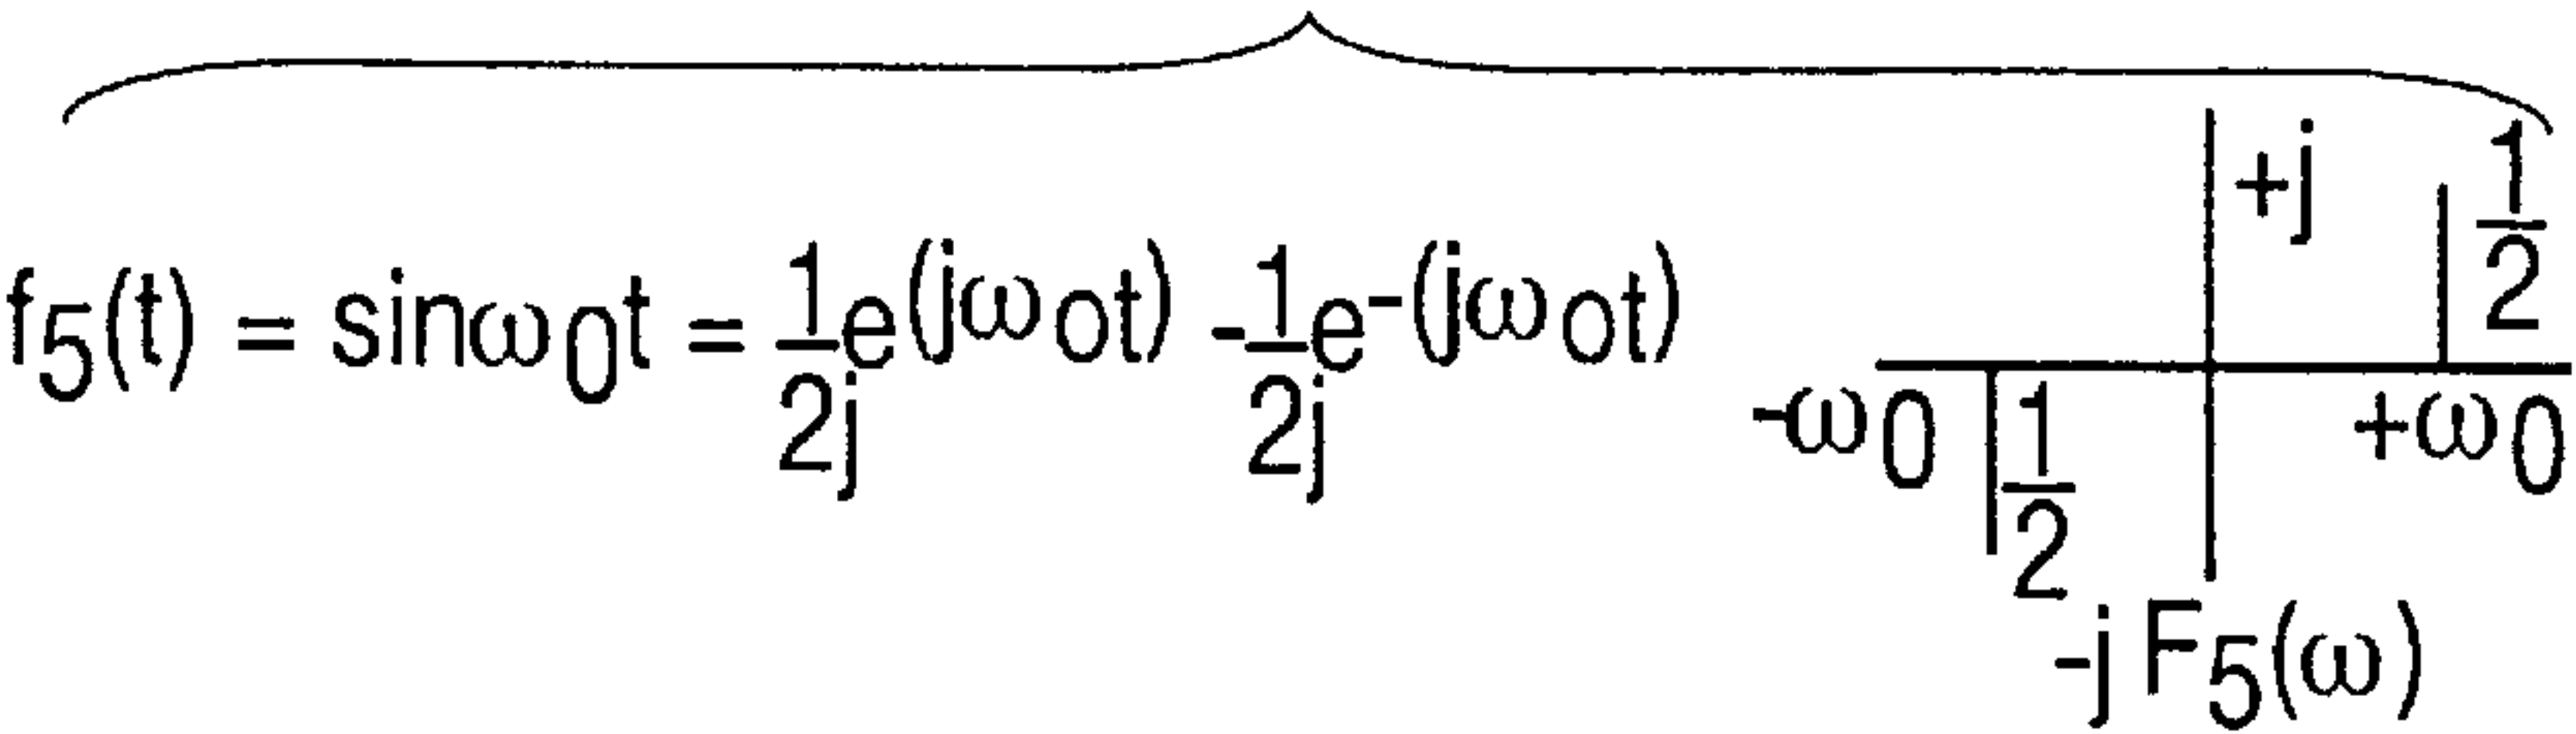 f₅(t) = sinω₀t = 1/2j e^(jω₀t) - 1/2j e^-(jω₀t)
+j
1/2
-ω₀
1/2
+ω₀
-j F₅(ω)